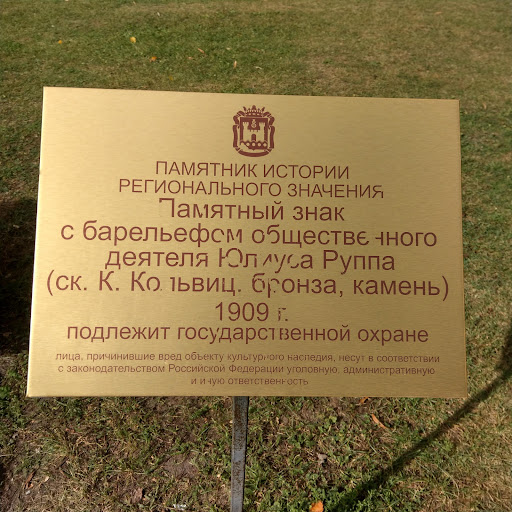 ПАМЯТНИК ИСТОРИИ
РЕГИОНАЛЬНОГО ЗНАЧЕНИЯ
Памятный знак
с барельефом общественного
деятеля Юлиуса Руппа
(ск. К. Кольвиц. бронза, камень)
1909 г.
подлежит государственной охране
лица, причинившие вред объекту культурного наследия, несут в соответствии
с законодательством Российской Федерации уголовную, административную
и иную ответственность